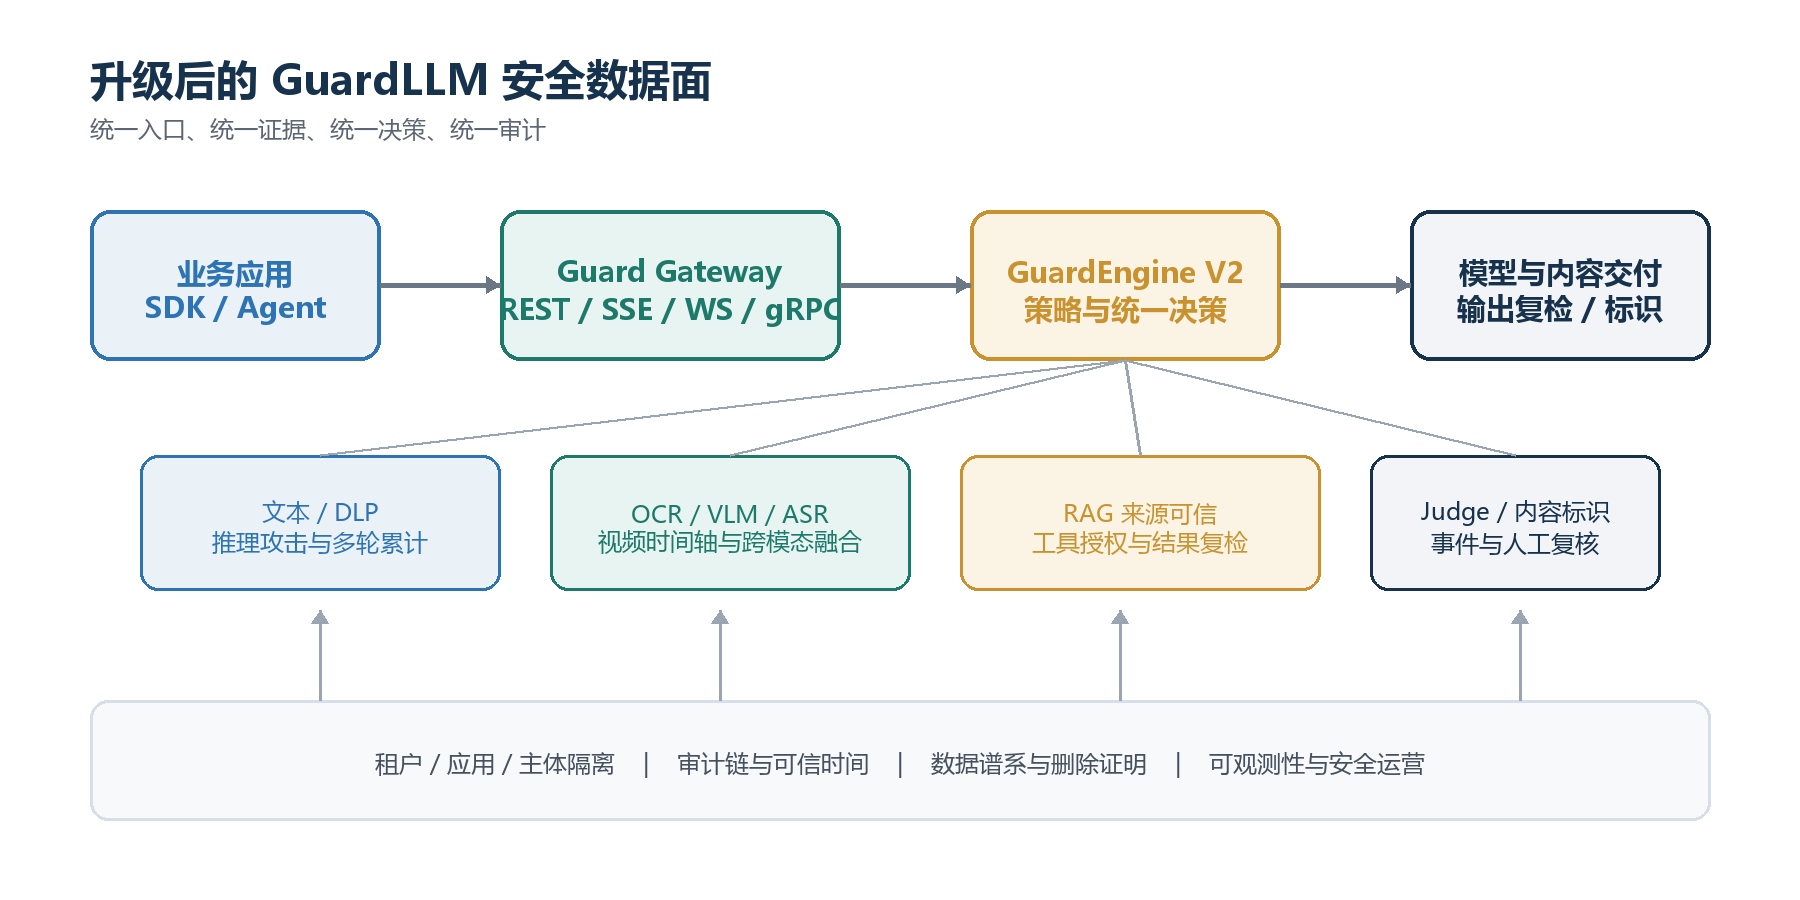 升级后的 GuardLLM 安全数据面
统一入口、统一证据、统一决策、统一审计
业务应用
SDK / Agent
Guard Gateway
REST / SSE / WS / gRPC
GuardEngine V2
策略与统一决策
模型与内容交付
输出复检 / 标识
文本 / DLP
推理攻击与多轮累计
OCR / VLM / ASR
视频时间轴与跨模态融合
RAG 来源可信
工具授权与结果复检
Judge / 内容标识
事件与人工复核
租户 / 应用 / 主体隔离 | 审计链与可信时间 | 数据谱系与删除证明 | 可观测性与安全运营